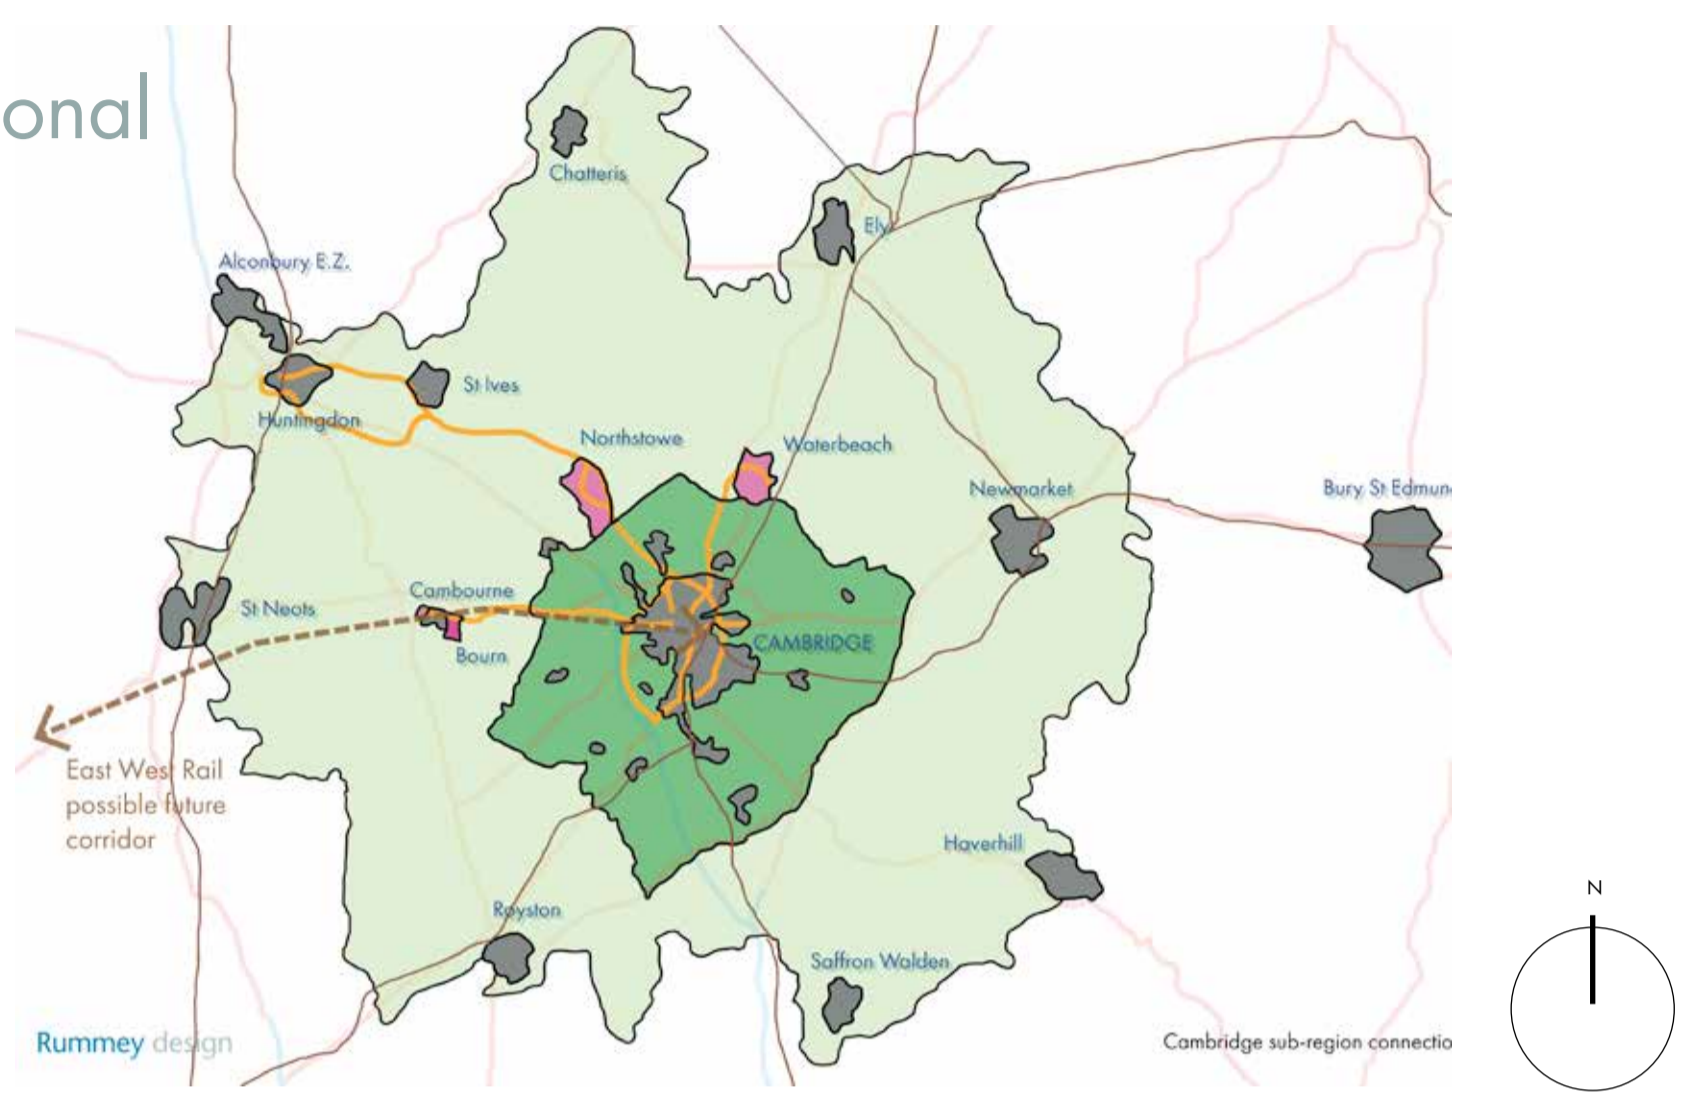 onal
Chatteris
Ely
Alconbury E.Z.
St Ives
Huntingdon
Northstowe
Waterbeach
Newmarket
Bury St Edmun
Cambourne
St Neots
CAMBRIDGE
Bourn
East West Rail
possible future
corridor
Haverhill
Royston
Saffron Walden
N
Rummey design
Cambridge sub-region connectio